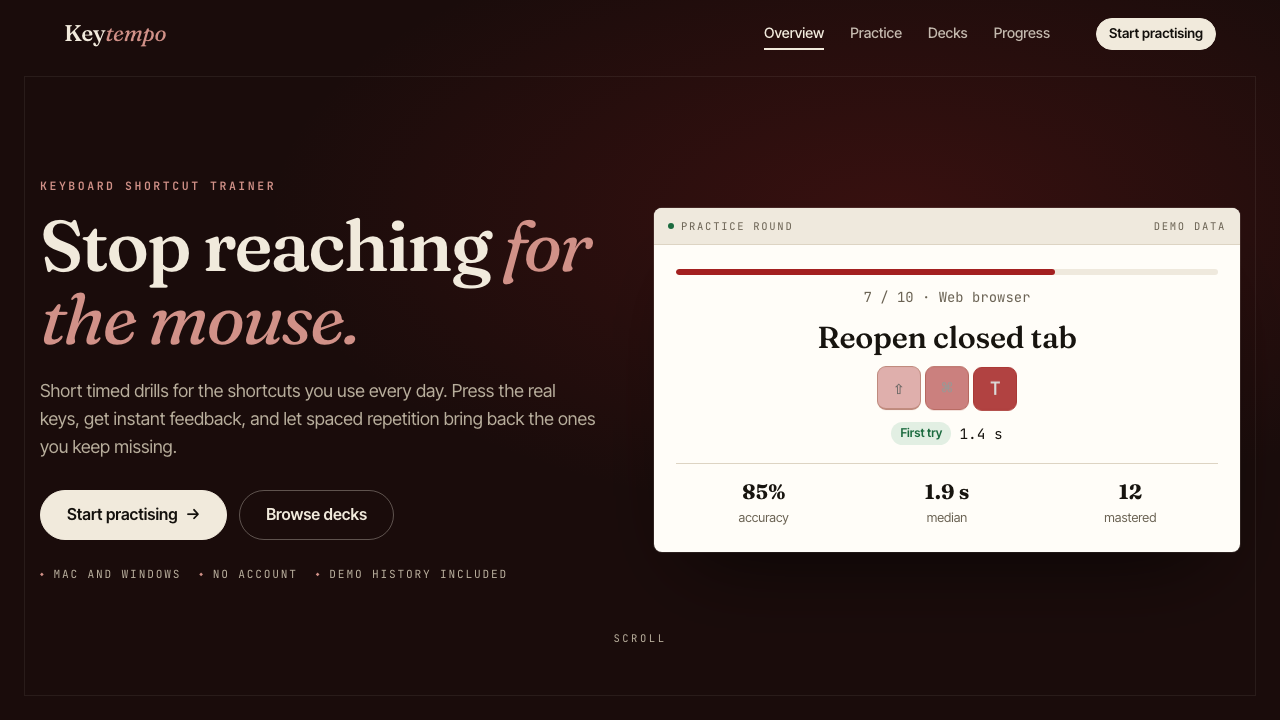 Keytempo
Overview Practice Decks Progress Start practising
KEYBOARD SHORTCUT TRAINER
Stop reaching for
the mouse.
Short timed drills for the shortcuts you use every day. Press the real
keys, get instant feedback, and let spaced repetition bring back the ones
you keep missing.
Start practising → Browse decks
MAC AND WINDOWS NO ACCOUNT DEMO HISTORY INCLUDED
PRACTICE ROUND DEMO DATA
7 / 10 · Web browser
Reopen closed tab
⇧ T
First try 1.4 s
85% 1.9 s 12
accuracy median mastered
SCROLL